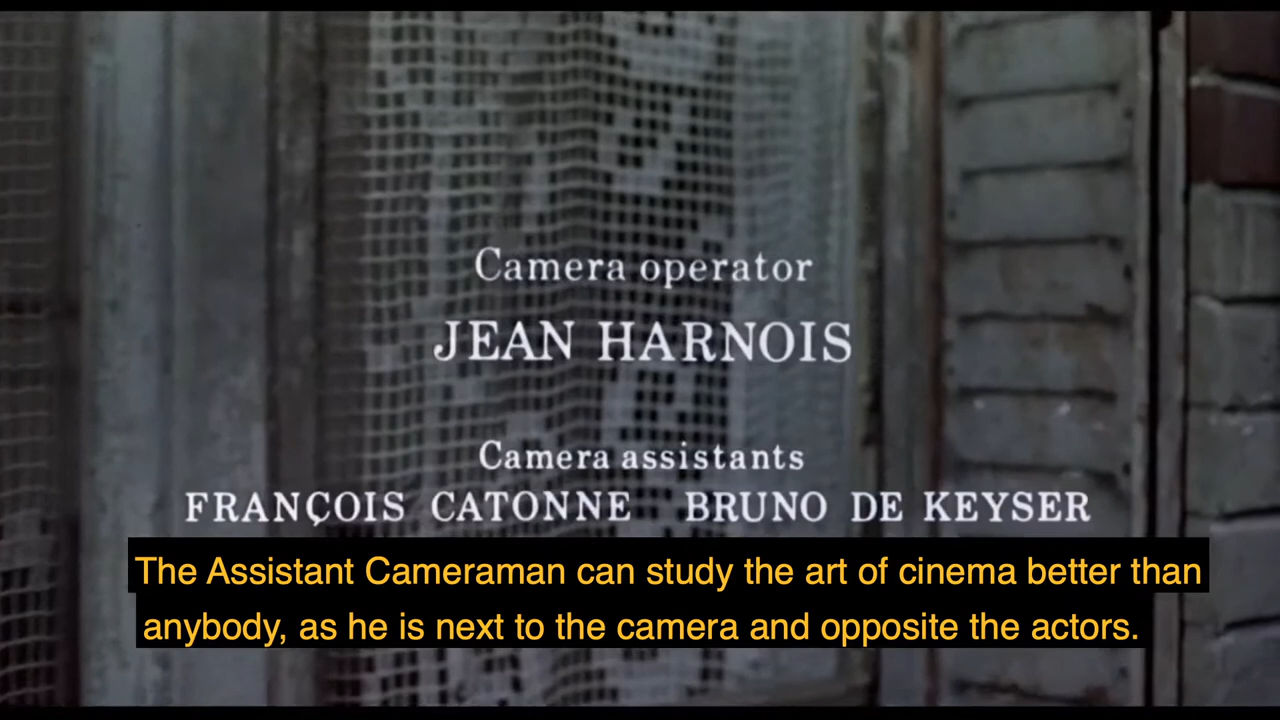 Camera operator
JEAN HARNOIS
Camera assistants
FRANÇOIS CATONNE BRUNO DE KEYSER
The Assistant Cameraman can study the art of cinema better than
anybody, as he is next to the camera and opposite the actors.